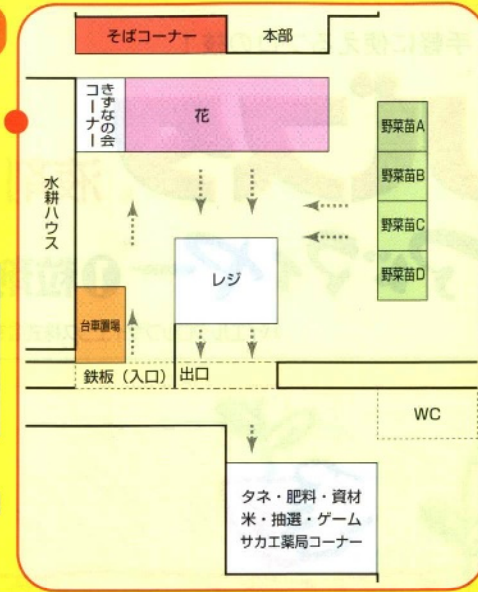 そばコーナー
本部
きずなの会
コーナー
花
野菜苗A
野菜苗B
野菜苗C
野菜苗D
水耕ハウス
レジ
台車置場
鉄板（入口）
出口
WC
タネ・肥料・資材
米・抽選・ゲーム
サカエ薬局コーナー